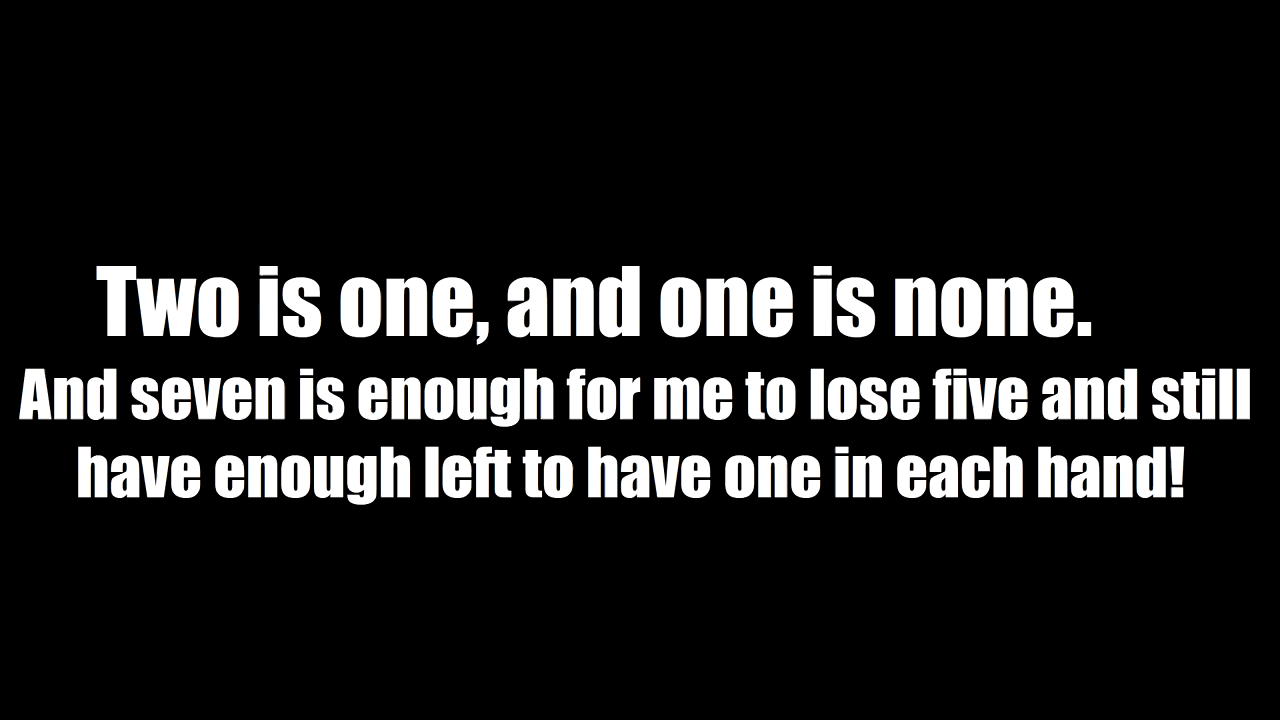 Two is one, and one is none.
And seven is enough for me to lose five and still
have enough left to have one in each hand!